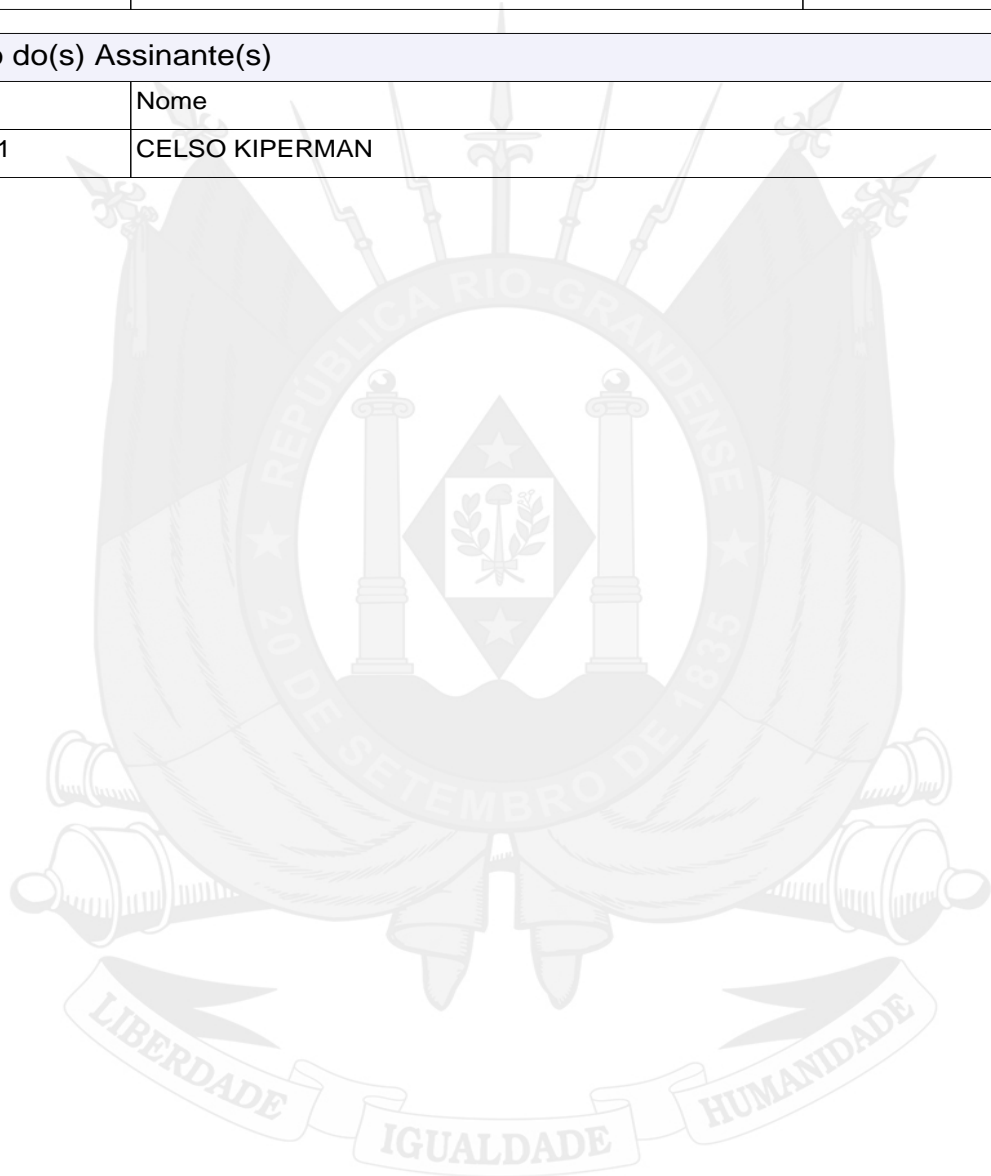 o do(s) Assinante(s)
Nome
1 CELSO KIPERMAN
REPÚBLICA RIO-GRANDENSE
20 DE SETEMBRO DE 1835
LIBERDADE IGUALDADE HUMANIDADE